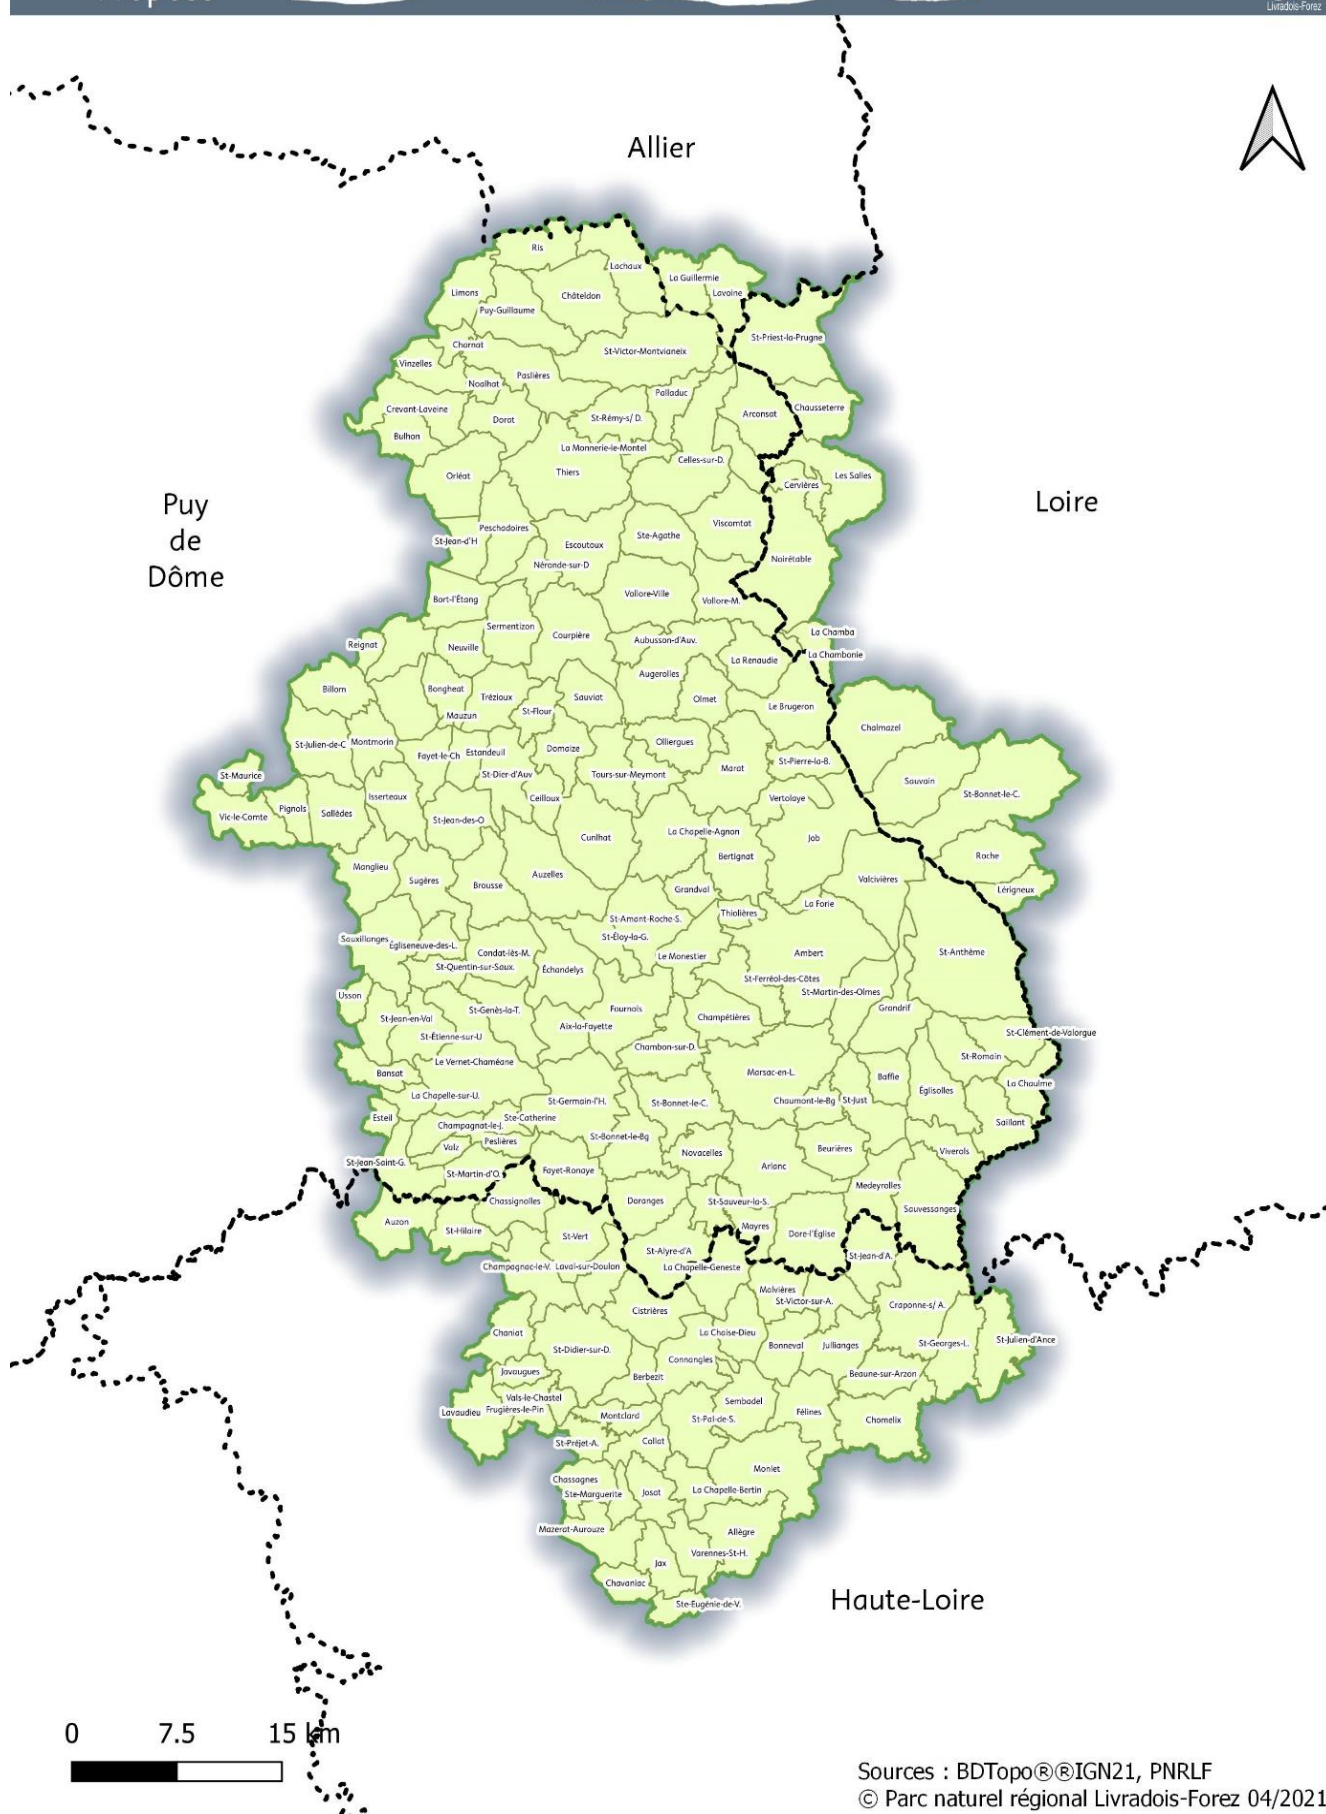 Livradois-Forez
Allier
Ris
Lachaux
La Guillermie
Limons
Châteldon
Lavoine
Puy-Guillaume
St-Priest-la-Prugne
Charnat
St-Victor-Montvianeix
Vinzelles
Noalhat
Paslières
Palladuc
Crevant-Laveine
Dorat
St-Rémy-s/ D.
Arconsat
Chausseterre
Bulhon
La Monnerie-le-Montel
Orléat
Thiers
Celles-sur-D.
Cervières
Les Salles
Puy
de
Dôme
Loire
Peschadoires
Viscomtat
St-Jean-d'H
Escoutoux
Ste-Agathe
Noirétable
Néronde-sur-D
Bort-l'Étang
Vollore-Ville
Vollore-M.
Sermentizon
Courpière
La Chamba
Reignat
Neuville
Aubusson-d'Auv.
La Renaudie
La Chambonie
Billom
Bongheat
Trézioux
Sauviat
Augerolles
Olmet
Le Brugeron
Mauzun
St-Flour
Chalmazel
St-Julien-de-C
Montmorin
Fayet-le-Ch
Estandeuil
Domaize
Olliergues
St-Maurice
St-Dier-d'Auv
Tours-sur-Meymont
Marat
St-Pierre-la-B.
Sauvain
Vic-le-Comte
Pignols
Sallèdes
Isserteaux
Ceilloux
Vertolaye
St-Bonnet-le-C.
St-Jean-des-O
Cunlhat
La Chapelle-Agnon
Job
Manglieu
Sugères
Brousse
Auzelles
Bertignat
Valcivières
Roche
Grandval
Lérigneux
St-Amant-Roche-S.
Thiolières
La Forie
Sauxillanges
Égliseneuve-des-L.
Condat-lès-M.
St-Éloy-la-G.
Le Monestier
Ambert
St-Anthème
St-Quentin-sur-Saux.
Échandelys
St-Ferréol-des-Côtes
Usson
St-Martin-des-Olmes
St-Jean-en-Val
St-Genès-la-T.
Fournols
Champétières
Grandrif
St-Étienne-sur-U
Aix-la-Fayette
St-Clément-de-Valorgue
Le Vernet-Chaméane
Chambon-sur-D.
St-Romain
Bansat
Marsac-en-L.
Baffie
Églisolles
La Chaulme
La Chapelle-sur-U.
St-Germain-l'H.
St-Bonnet-le-C.
Chaumont-le-Bg
St-Just
Esteil
Champagnat-le-J.
Ste-Catherine
Saillant
Valz
Peslières
St-Bonnet-le-Bg
Novacelles
Beurières
Viverols
St-Jean-Saint-G.
St-Martin-d'O.
Fayet-Ronaye
Arlanc
Medeyrolles
Chassignolles
Doranges
St-Sauveur-la-S.
Sauvessanges
Auzon
St-Hilaire
St-Vert
Mayres
Dore-l'Église
St-Alyre-d'A
St-Jean-d'A.
Champagnac-le-V.
Laval-sur-Doulon
La Chapelle-Geneste
Malvières
Cistrières
St-Victor-sur-A.
Craponne-s/ A.
Chaniat
La Chaise-Dieu
St-Didier-sur-D.
Connangles
Bonneval
Jullianges
St-Georges-L.
St-Julien-d'Ance
Javaugues
Berbezit
Beaune-sur-Arzon
Vals-le-Chastel
Lavaudieu
Frugières-le-Pin
Montclard
Sembadel
St-Pal-de-S.
Félines
Chomelix
St-Préjet-A.
Collat
Chassagnes
Monlet
Ste-Marguerite
Josat
La Chapelle-Bertin
Mazerat-Aurouze
Allègre
Jax
Varennes-St-H.
Chavaniac
Ste-Eugénie-de-V.
Haute-Loire
0 7.5 15 km
Sources : BDTopo®®IGN21, PNRLF
© Parc naturel régional Livradois-Forez 04/2021